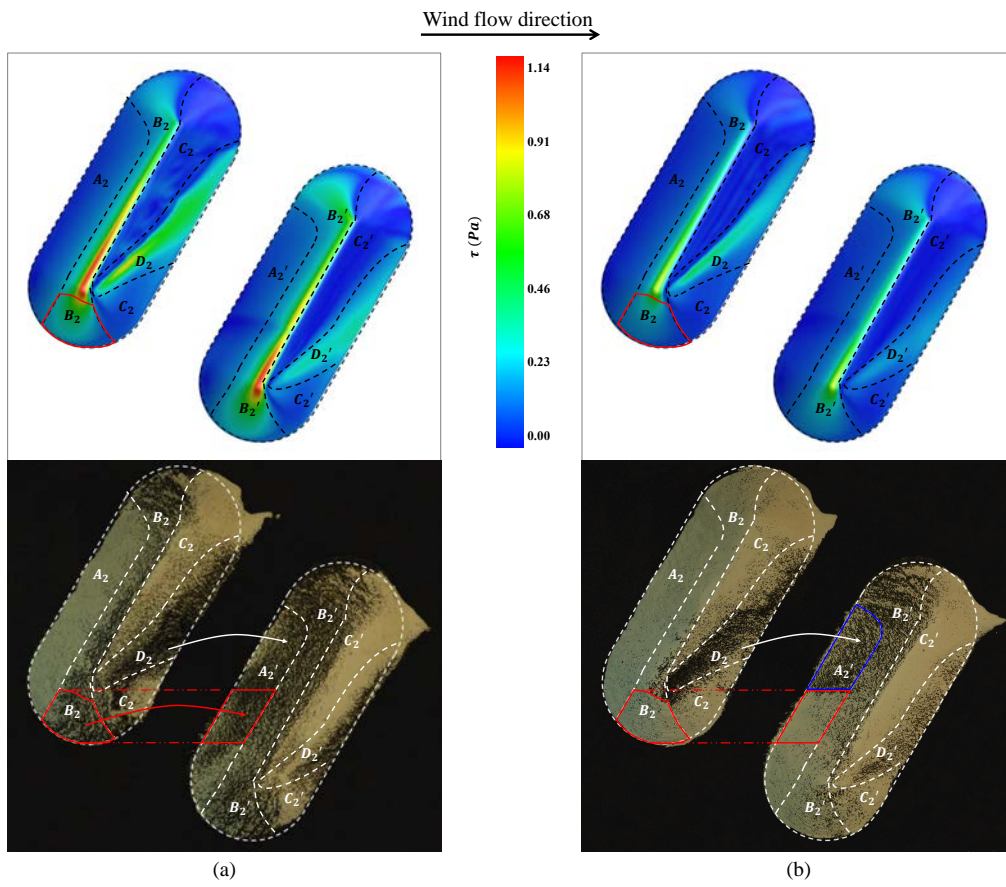 Wind flow direction
B₂
C₂
A₂
D₂
B₂
C₂
B₂'
C₂'
A₂'
D₂'
B₂'
C₂'
1.14
0.91
0.68
0.46
0.23
0.00
τ (Pa)
B₂
C₂
A₂
D₂
B₂
C₂
B₂'
C₂'
A₂'
D₂'
B₂'
C₂'
B₂
C₂
A₂
D₂
B₂
C₂
B₂'
C₂'
A₂'
D₂'
B₂'
C₂'
B₂
C₂
A₂
D₂
B₂
C₂
B₂'
C₂'
A₂'
D₂'
B₂'
C₂'
(a)
(b)